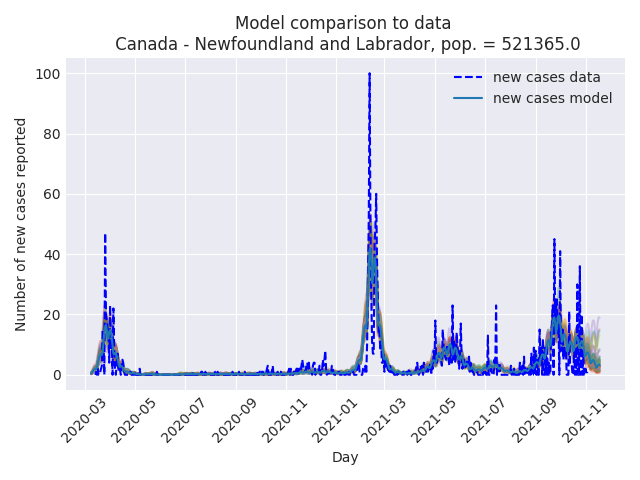 Model comparison to data
Canada - Newfoundland and Labrador, pop. = 521365.0
new cases data
new cases model
Number of new cases reported
100
80
60
40
20
0
2020-03
2020-05
2020-07
2020-09
2020-11
2021-01
2021-03
2021-05
2021-07
2021-09
2021-11
Day